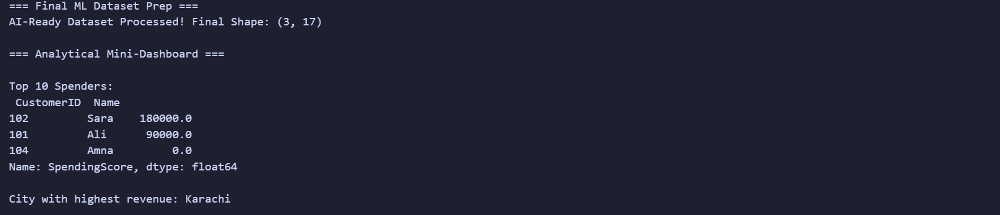 === Final ML Dataset Prep ===
AI-Ready Dataset Processed! Final Shape: (3, 17)
=== Analytical Mini-Dashboard ===
Top 10 Spenders:
CustomerID  Name
102         Sara    180000.0
101         Ali      90000.0
104         Amna         0.0
Name: SpendingScore, dtype: float64
City with highest revenue: Karachi